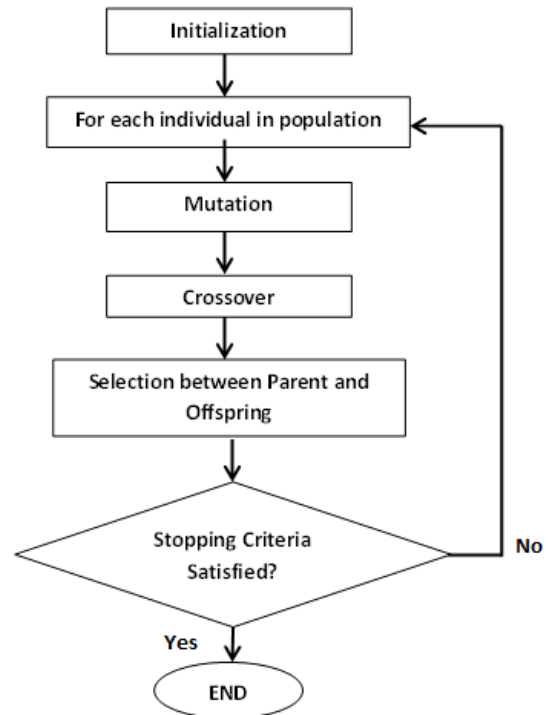 Initialization
For each individual in population
Mutation
Crossover
Selection between Parent and
Offspring
Stopping Criteria
Satisfied?
No
Yes
END